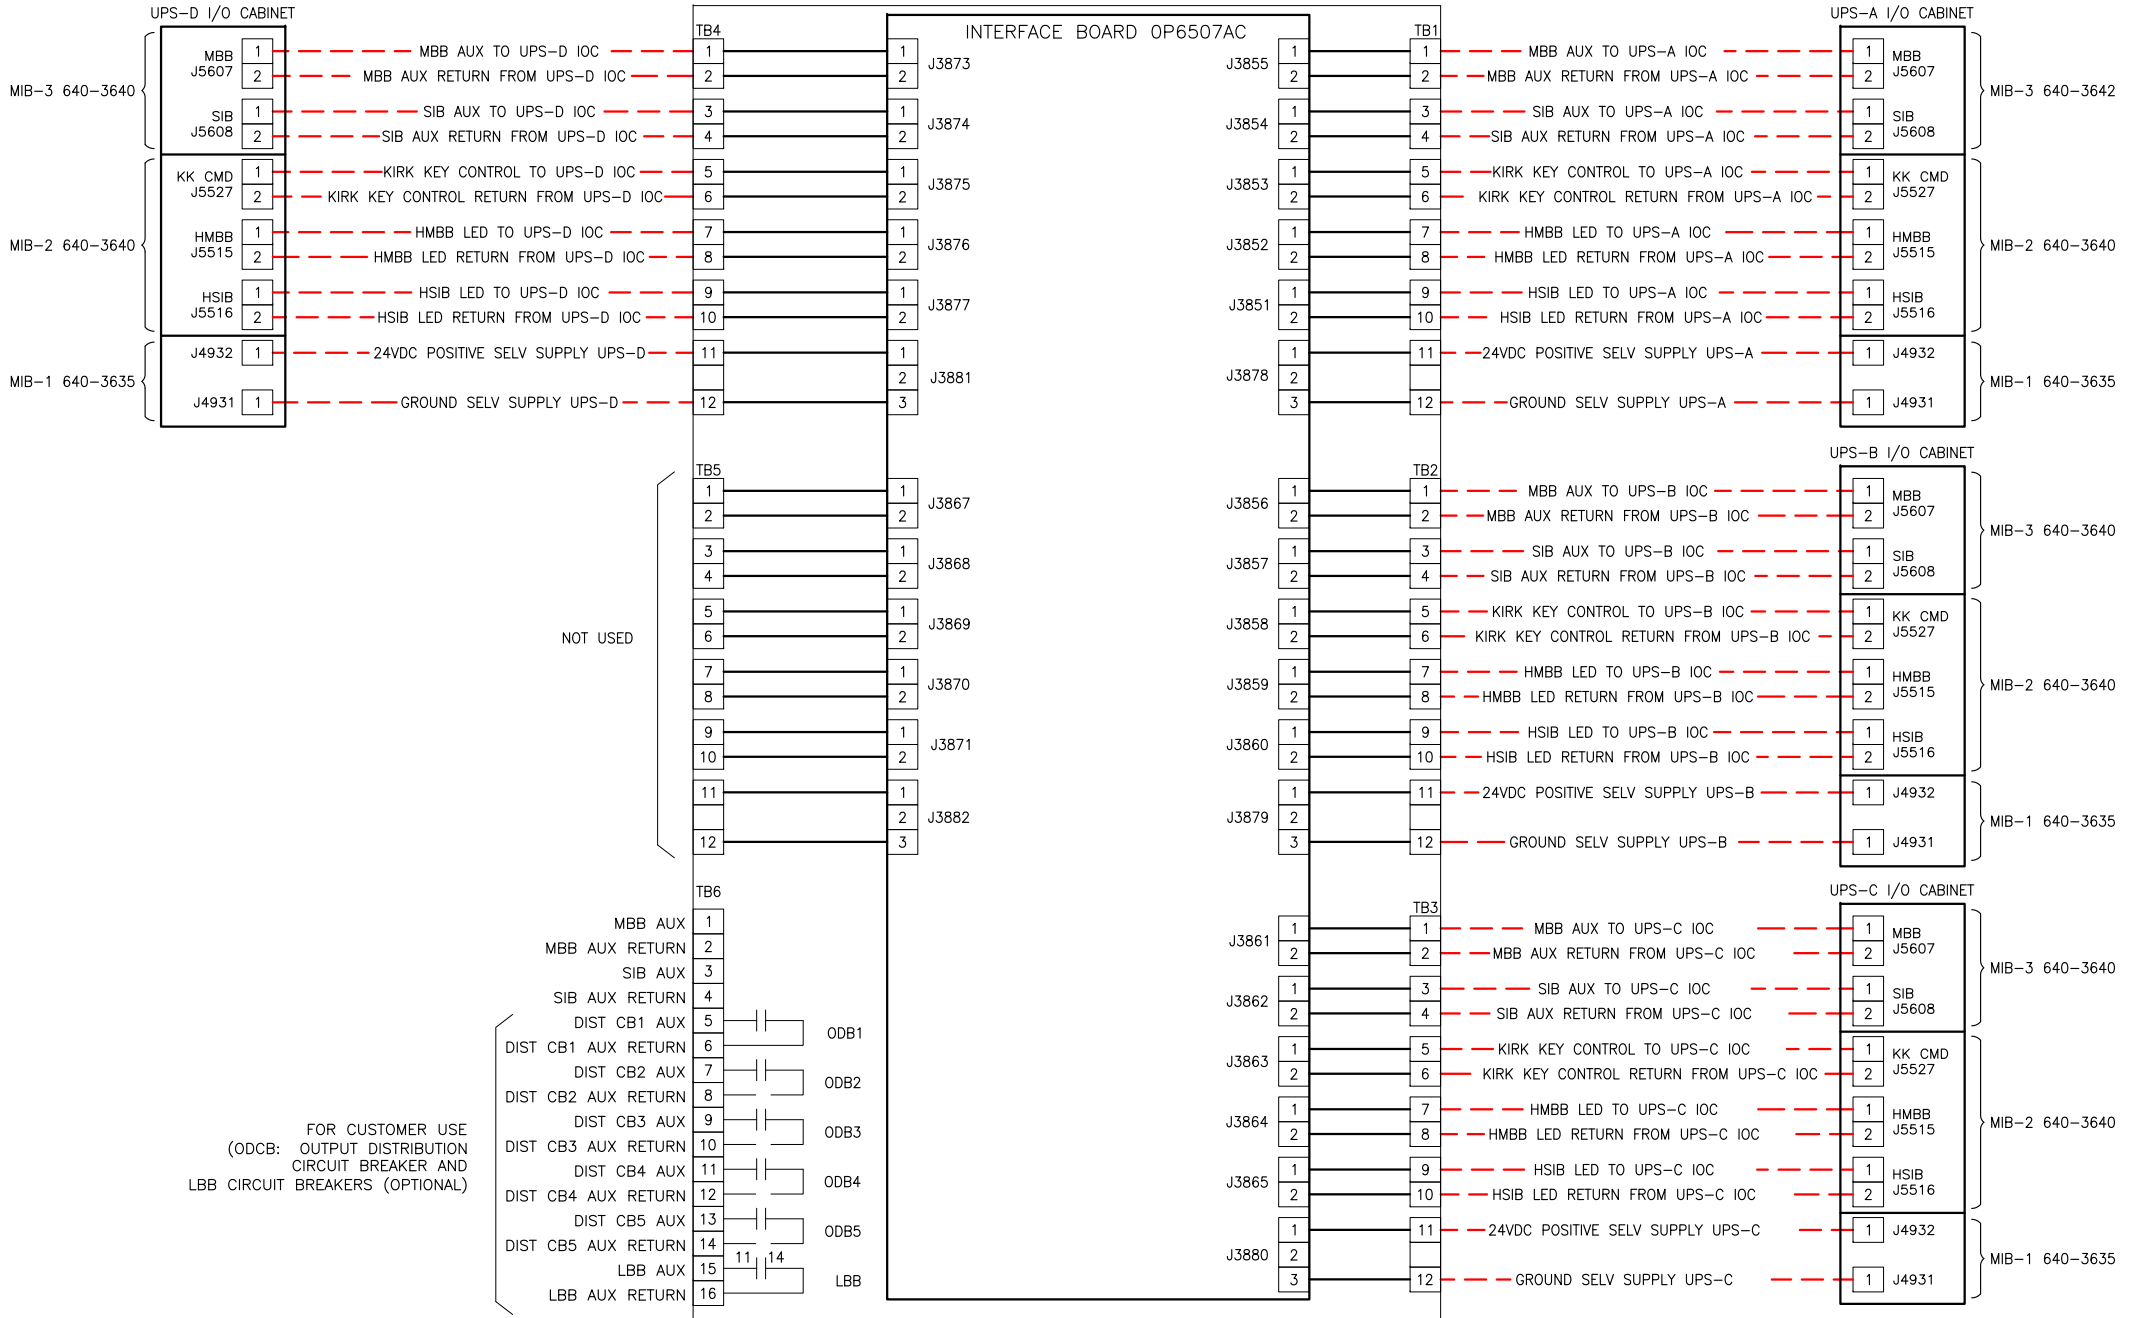 UPS-D I/O CABINET
MIB-3 640-3640
MBB
J5607
1
2
SIB
J5608
1
2
MIB-2 640-3640
KK CMD
J5527
1
2
HMBB
J5515
1
2
HSIB
J5516
1
2
MIB-1 640-3635
J4932
1
J4931
1
MBB AUX TO UPS-D IOC
MBB AUX RETURN FROM UPS-D IOC
SIB AUX TO UPS-D IOC
SIB AUX RETURN FROM UPS-D IOC
KIRK KEY CONTROL TO UPS-D IOC
KIRK KEY CONTROL RETURN FROM UPS-D IOC
HMBB LED TO UPS-D IOC
HMBB LED RETURN FROM UPS-D IOC
HSIB LED TO UPS-D IOC
HSIB LED RETURN FROM UPS-D IOC
24VDC POSITIVE SELV SUPPLY UPS-D
GROUND SELV SUPPLY UPS-D
TB4
1
2
3
4
5
6
7
8
9
10
11
12
INTERFACE BOARD 0P6507AC
1
2
J3873
1
2
J3874
1
2
J3875
1
2
J3876
1
2
J3877
1
2
3
J3881
NOT USED
TB5
1
2
3
4
5
6
7
8
9
10
11
12
1
2
J3867
1
2
J3868
1
2
J3869
1
2
J3870
1
2
J3871
1
2
3
J3882
TB6
MBB AUX 1
MBB AUX RETURN 2
SIB AUX 3
SIB AUX RETURN 4
DIST CB1 AUX 5
DIST CB1 AUX RETURN 6
DIST CB2 AUX 7
DIST CB2 AUX RETURN 8
DIST CB3 AUX 9
DIST CB3 AUX RETURN 10
DIST CB4 AUX 11
DIST CB4 AUX RETURN 12
DIST CB5 AUX 13
DIST CB5 AUX RETURN 14
LBB AUX 15
LBB AUX RETURN 16
ODB1
ODB2
ODB3
ODB4
ODB5
11 14
LBB
FOR CUSTOMER USE
(ODCB: OUTPUT DISTRIBUTION
CIRCUIT BREAKER AND
LBB CIRCUIT BREAKERS (OPTIONAL)
J3855
1
2
J3854
1
2
J3853
1
2
J3852
1
2
J3851
1
2
J3878
1
2
3
TB1
1
2
3
4
5
6
7
8
9
10
11
12
MBB AUX TO UPS-A IOC
MBB AUX RETURN FROM UPS-A IOC
SIB AUX TO UPS-A IOC
SIB AUX RETURN FROM UPS-A IOC
KIRK KEY CONTROL TO UPS-A IOC
KIRK KEY CONTROL RETURN FROM UPS-A IOC
HMBB LED TO UPS-A IOC
HMBB LED RETURN FROM UPS-A IOC
HSIB LED TO UPS-A IOC
HSIB LED RETURN FROM UPS-A IOC
24VDC POSITIVE SELV SUPPLY UPS-A
GROUND SELV SUPPLY UPS-A
UPS-A I/O CABINET
1
2
MBB
J5607
1
2
SIB
J5608
MIB-3 640-3642
1
2
KK CMD
J5527
1
2
HMBB
J5515
1
2
HSIB
J5516
MIB-2 640-3640
1
J4932
1
J4931
MIB-1 640-3635
J3856
1
2
J3857
1
2
J3858
1
2
J3859
1
2
J3860
1
2
J3879
1
2
3
TB2
1
2
3
4
5
6
7
8
9
10
11
12
MBB AUX TO UPS-B IOC
MBB AUX RETURN FROM UPS-B IOC
SIB AUX TO UPS-B IOC
SIB AUX RETURN FROM UPS-B IOC
KIRK KEY CONTROL TO UPS-B IOC
KIRK KEY CONTROL RETURN FROM UPS-B IOC
HMBB LED TO UPS-B IOC
HMBB LED RETURN FROM UPS-B IOC
HSIB LED TO UPS-B IOC
HSIB LED RETURN FROM UPS-B IOC
24VDC POSITIVE SELV SUPPLY UPS-B
GROUND SELV SUPPLY UPS-B
UPS-B I/O CABINET
1
2
MBB
J5607
1
2
SIB
J5608
MIB-3 640-3640
1
2
KK CMD
J5527
1
2
HMBB
J5515
1
2
HSIB
J5516
MIB-2 640-3640
1
J4932
1
J4931
MIB-1 640-3635
J3861
1
2
J3862
1
2
J3863
1
2
J3864
1
2
J3865
1
2
J3880
1
2
3
TB3
1
2
3
4
5
6
7
8
9
10
11
12
MBB AUX TO UPS-C IOC
MBB AUX RETURN FROM UPS-C IOC
SIB AUX TO UPS-C IOC
SIB AUX RETURN FROM UPS-C IOC
KIRK KEY CONTROL TO UPS-C IOC
KIRK KEY CONTROL RETURN FROM UPS-C IOC
HMBB LED TO UPS-C IOC
HMBB LED RETURN FROM UPS-C IOC
HSIB LED TO UPS-C IOC
HSIB LED RETURN FROM UPS-C IOC
24VDC POSITIVE SELV SUPPLY UPS-C
GROUND SELV SUPPLY UPS-C
UPS-C I/O CABINET
1
2
MBB
J5607
1
2
SIB
J5608
MIB-3 640-3640
1
2
KK CMD
J5527
1
2
HMBB
J5515
1
2
HSIB
J5516
MIB-2 640-3640
1
J4932
1
J4931
MIB-1 640-3635